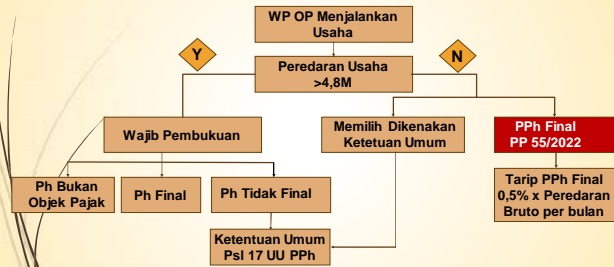 WP OP Menjalankan
Usaha
Y
Peredaran Usaha
>4,8M
N
Wajib Pembukuan
Memilih Dikenakan
Ketetuan Umum
PPh Final
PP 55/2022
Ph Bukan
Objek Pajak
Ph Final
Ph Tidak Final
Tarip PPh Final
0,5% x Peredaran
Bruto per bulan
Ketentuan Umum
Psl 17 UU PPh